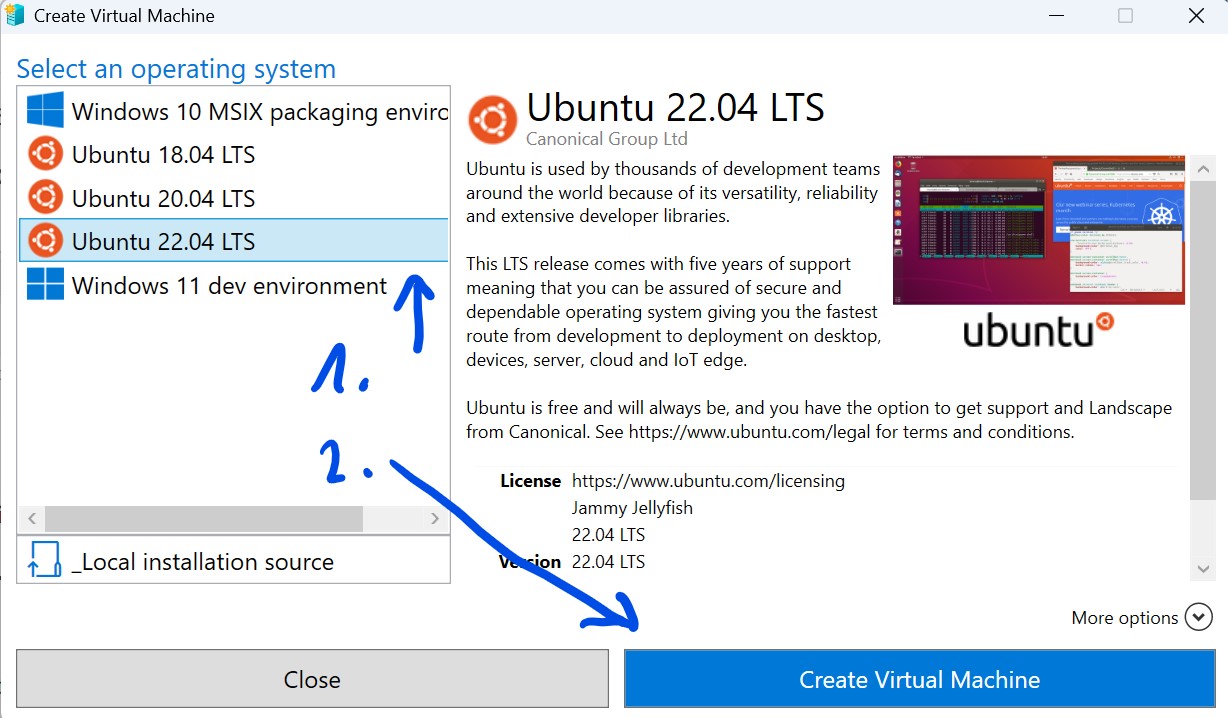 Create Virtual Machine
Select an operating system
Windows 10 MSIX packaging enviro
Ubuntu 18.04 LTS
Ubuntu 20.04 LTS
Ubuntu 22.04 LTS
Windows 11 dev environment
1.
2.
_Local installation source
Ubuntu 22.04 LTS
Canonical Group Ltd
Ubuntu is used by thousands of development teams
around the world because of its versatility, reliability
and extensive developer libraries.
This LTS release comes with five years of support
meaning that you can be assured of secure and
dependable operating system giving you the fastest
route from development to deployment on desktop,
devices, server, cloud and IoT edge.
ubuntu
Ubuntu is free and will always be, and you have the option to get support and Landscape
from Canonical. See https://www.ubuntu.com/legal for terms and conditions.
License https://www.ubuntu.com/licensing
Jammy Jellyfish
22.04 LTS
Version 22.04 LTS
More options
Close
Create Virtual Machine